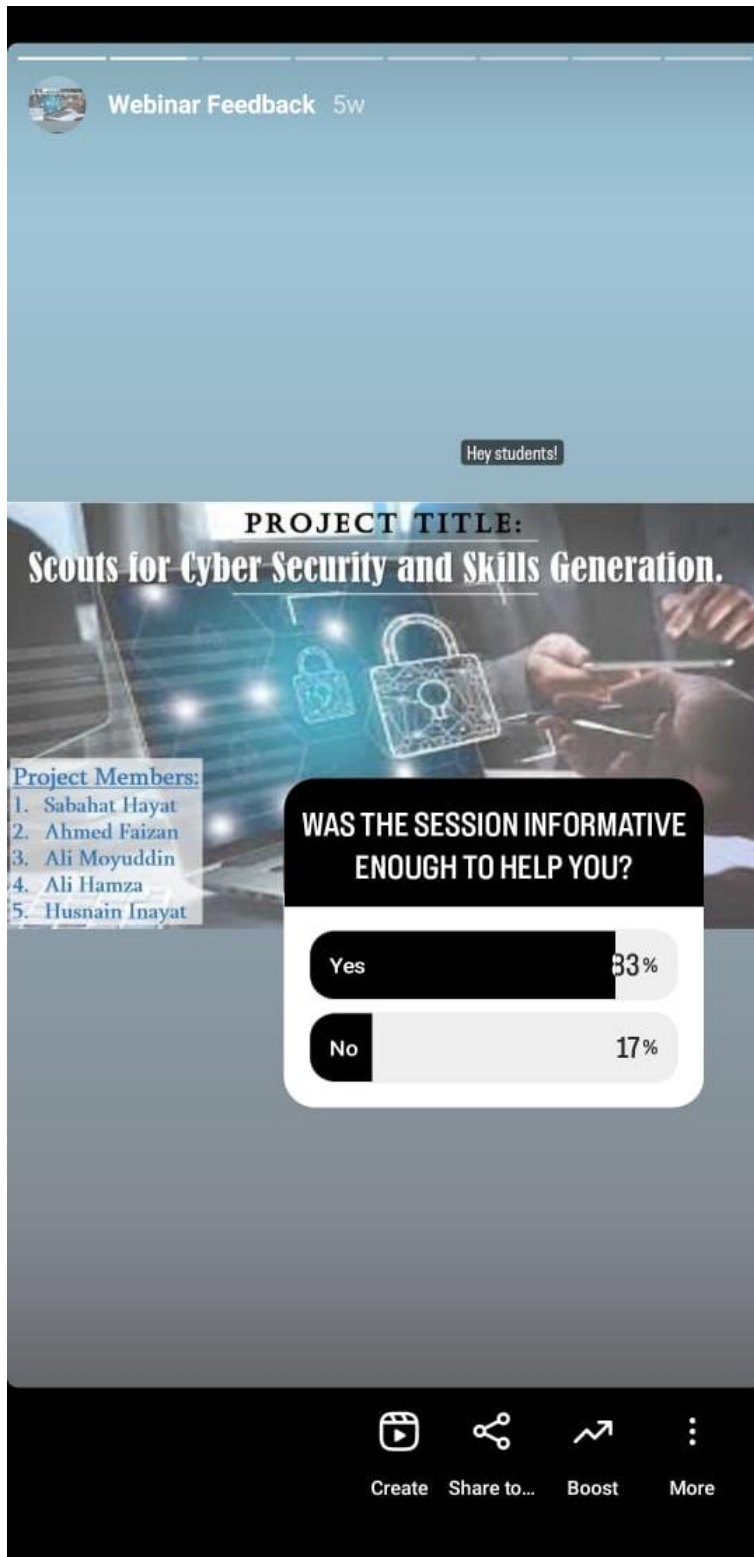 Webinar Feedback 5w
Hey students!
PROJECT TITLE:
Scouts for Cyber Security and Skills Generation.
Project Members:
1. Sabahat Hayat
2. Ahmed Faizan
3. Ali Moyuddin
4. Ali Hamza
5. Husnain Inayat
WAS THE SESSION INFORMATIVE
ENOUGH TO HELP YOU?
Yes 83%
No 17%
Create Share to... Boost More